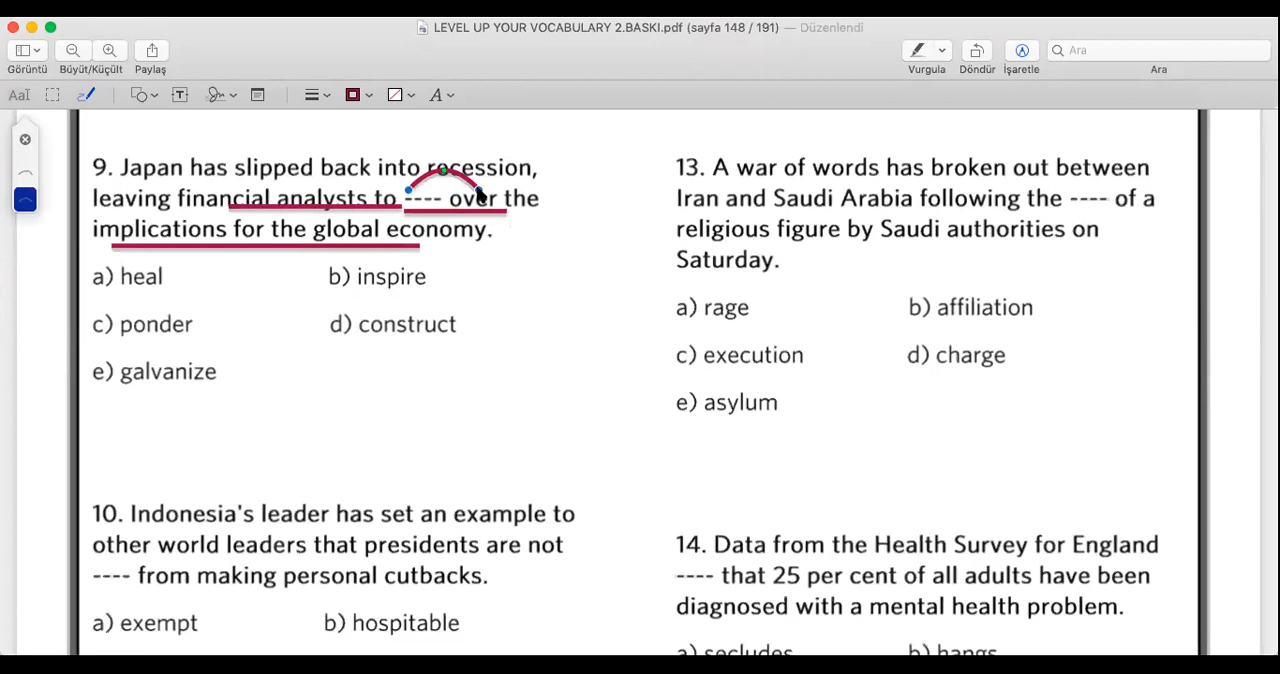 LEVEL UP YOUR VOCABULARY 2.BASKI.pdf (sayfa 148 / 191) — Düzenlendi
Görüntü
Büyüt/Küçült
Paylaş
Vurgula
Döndür
İşaretle
Ara
Ara
AaI
T
A
9. Japan has slipped back into recession,
leaving financial analysts to ---- over the
implications for the global economy.
a) heal
b) inspire
c) ponder
d) construct
e) galvanize
10. Indonesia's leader has set an example to
other world leaders that presidents are not
---- from making personal cutbacks.
a) exempt
b) hospitable
13. A war of words has broken out between
Iran and Saudi Arabia following the ---- of a
religious figure by Saudi authorities on
Saturday.
a) rage
b) affiliation
c) execution
d) charge
e) asylum
14. Data from the Health Survey for England
---- that 25 per cent of all adults have been
diagnosed with a mental health problem.
a) secludes
b) hangs